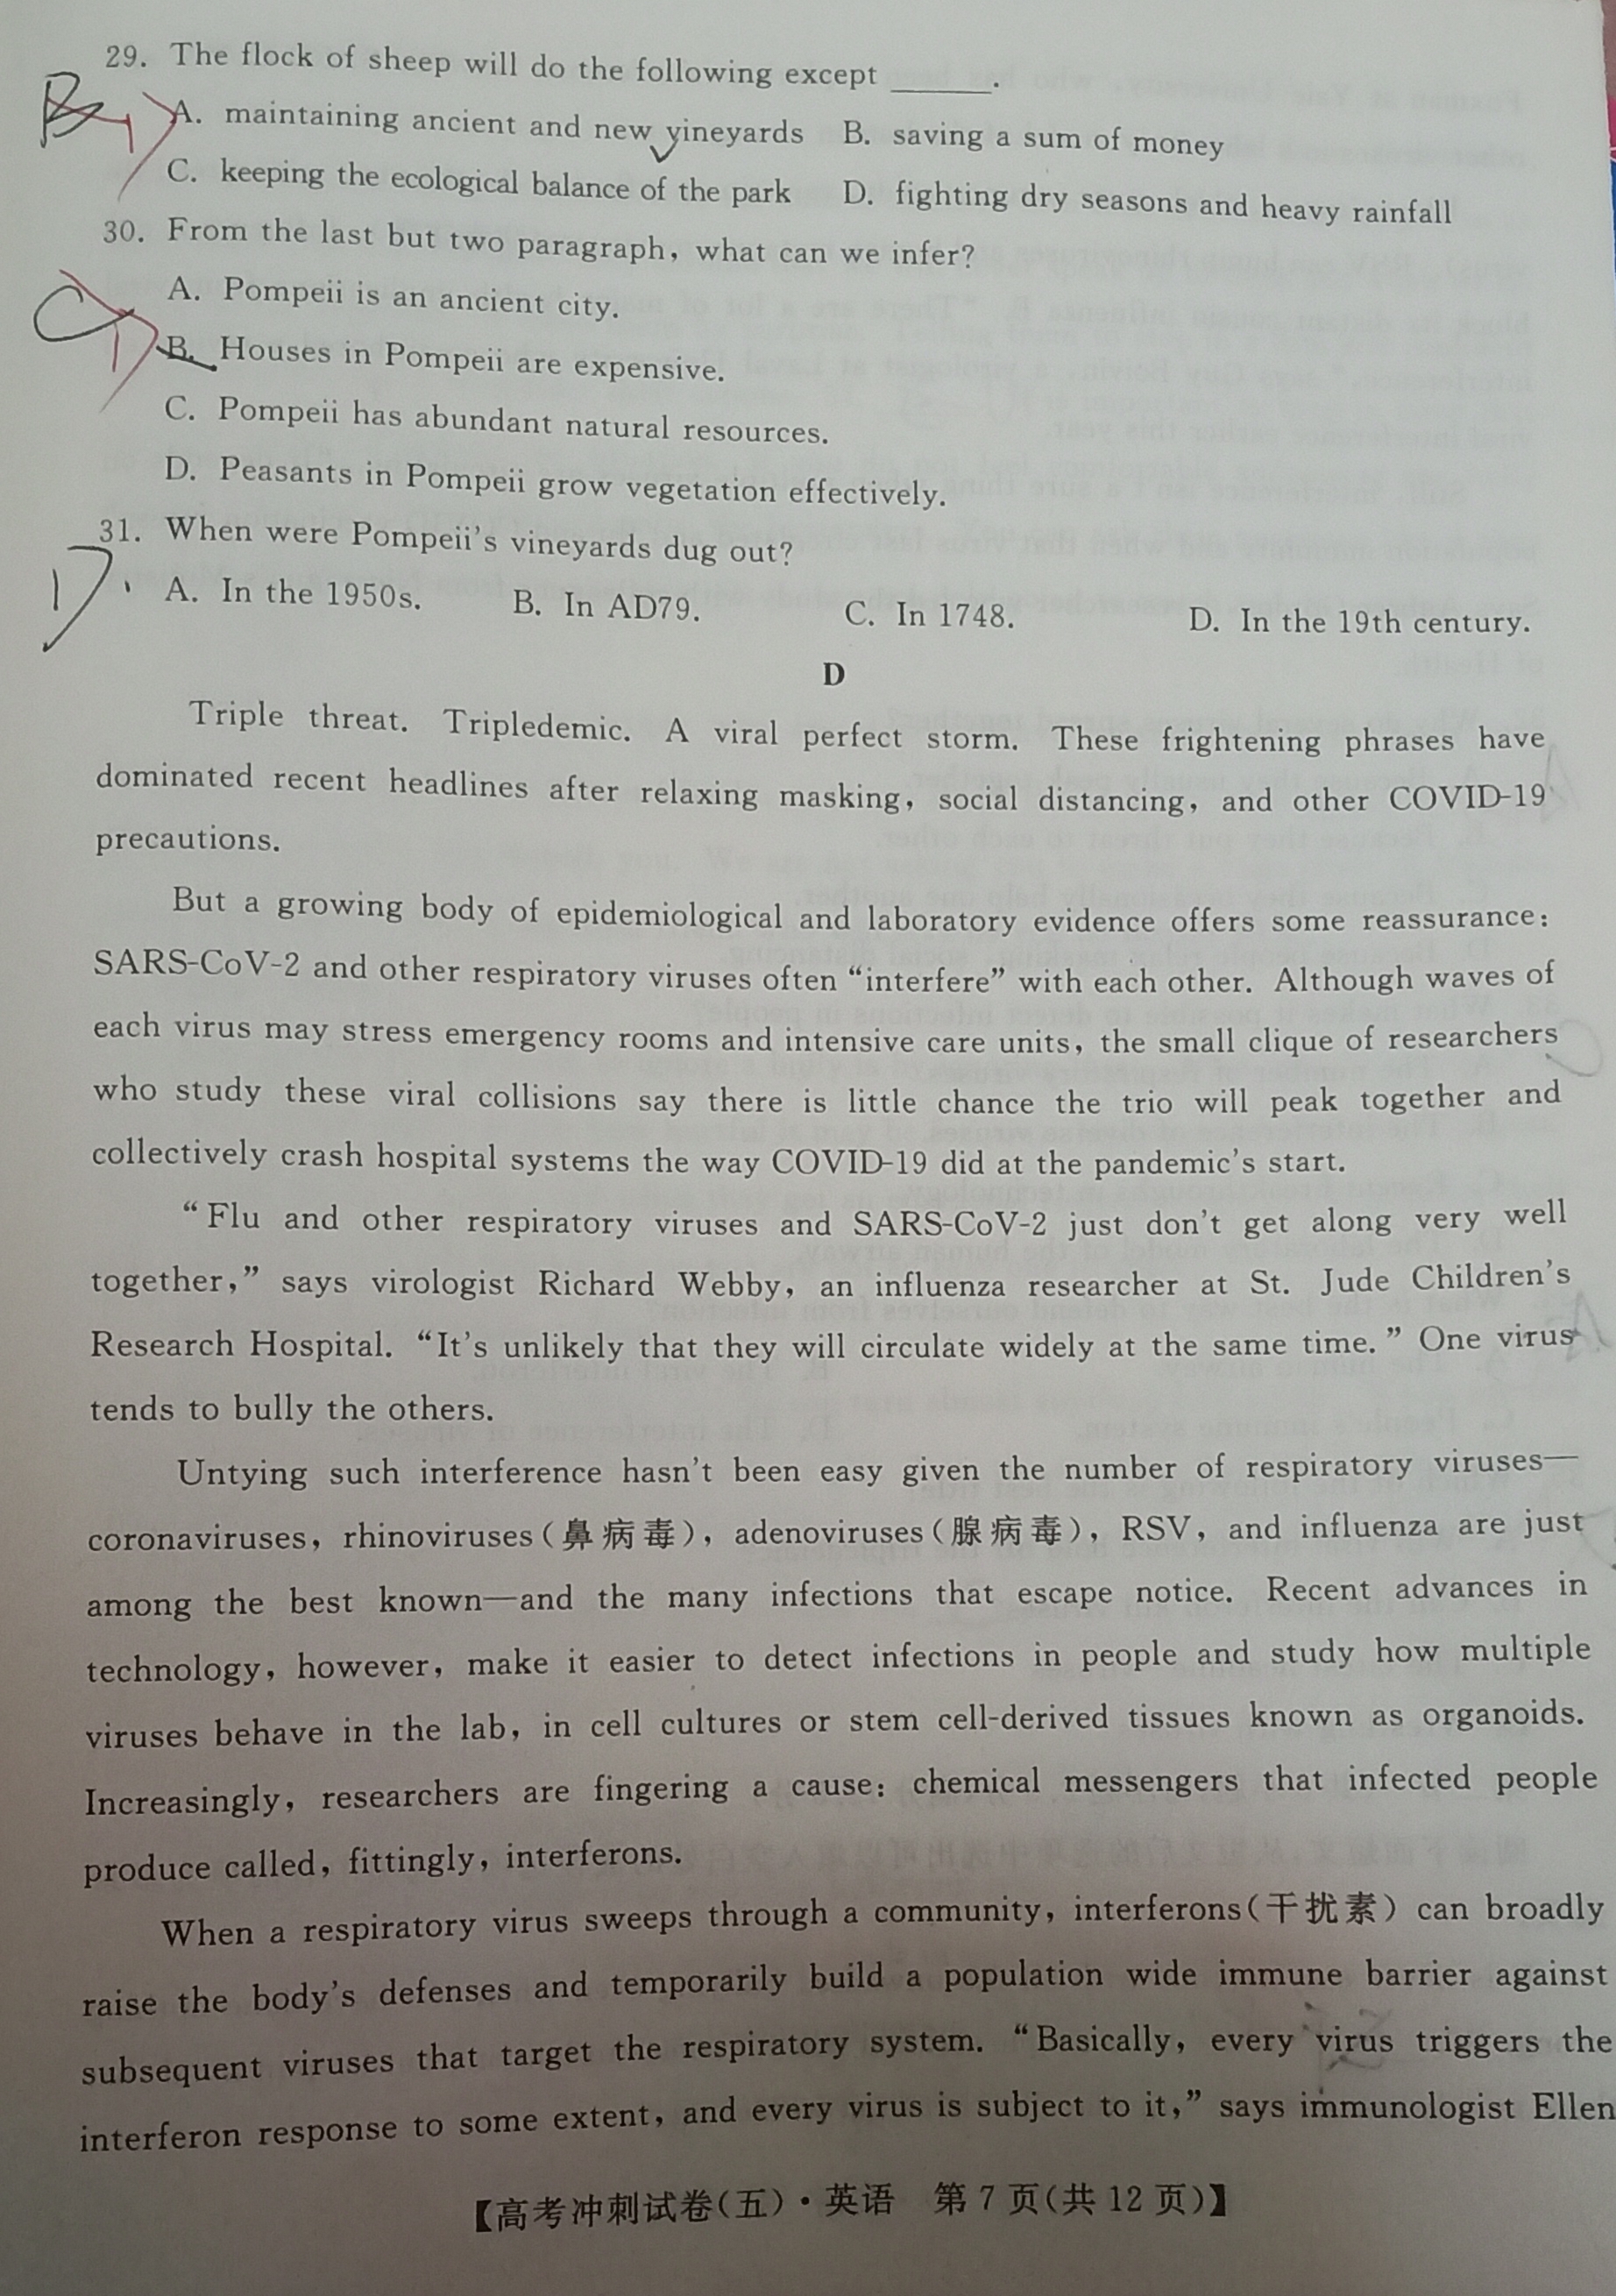 29. The flock of sheep will do the following except ______.
A. maintaining ancient and new vineyards B. saving a sum of money
C. keeping the ecological balance of the park D. fighting dry seasons and heavy rainfall
30. From the last but two paragraph, what can we infer?
A. Pompeii is an ancient city.
B. Houses in Pompeii are expensive.
C. Pompeii has abundant natural resources.
D. Peasants in Pompeii grow vegetation effectively.
31. When were Pompeii's vineyards dug out?
A. In the 1950s. B. In AD79. C. In 1748. D. In the 19th century.
D
Triple threat. Tripledemic. A viral perfect storm. These frightening phrases have
dominated recent headlines after relaxing masking, social distancing, and other COVID-19
precautions.
But a growing body of epidemiological and laboratory evidence offers some reassurance:
SARS-CoV-2 and other respiratory viruses often "interfere" with each other. Although waves of
each virus may stress emergency rooms and intensive care units, the small clique of researchers
who study these viral collisions say there is little chance the trio will peak together and
collectively crash hospital systems the way COVID-19 did at the pandemic's start.
"Flu and other respiratory viruses and SARS-CoV-2 just don't get along very well
together," says virologist Richard Webby, an influenza researcher at St. Jude Children's
Research Hospital. "It's unlikely that they will circulate widely at the same time." One virus
tends to bully the others.
Untying such interference hasn't been easy given the number of respiratory viruses—
coronaviruses, rhinoviruses(鼻病毒), adenoviruses(腺病毒), RSV, and influenza are just
among the best known—and the many infections that escape notice. Recent advances in
technology, however, make it easier to detect infections in people and study how multiple
viruses behave in the lab, in cell cultures or stem cell-derived tissues known as organoids.
Increasingly, researchers are fingering a cause: chemical messengers that infected people
produce called, fittingly, interferons.
When a respiratory virus sweeps through a community, interferons(干扰素) can broadly
raise the body's defenses and temporarily build a population wide immune barrier against
subsequent viruses that target the respiratory system. "Basically, every virus triggers the
interferon response to some extent, and every virus is subject to it," says immunologist Ellen
【高考冲刺试卷(五)·英语 第7页(共12页)】